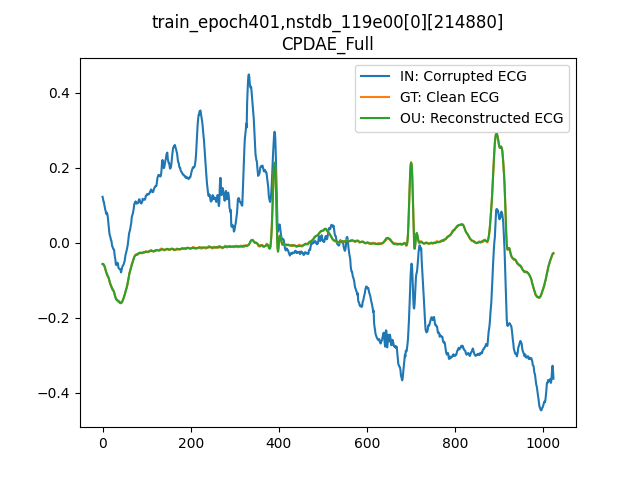 train_epoch401,nstdb_119e00[0][214880]
CPDAE_Full
IN: Corrupted ECG
GT: Clean ECG
OU: Reconstructed ECG
0.4
0.2
0.0
−0.2
−0.4
0 200 400 600 800 1000